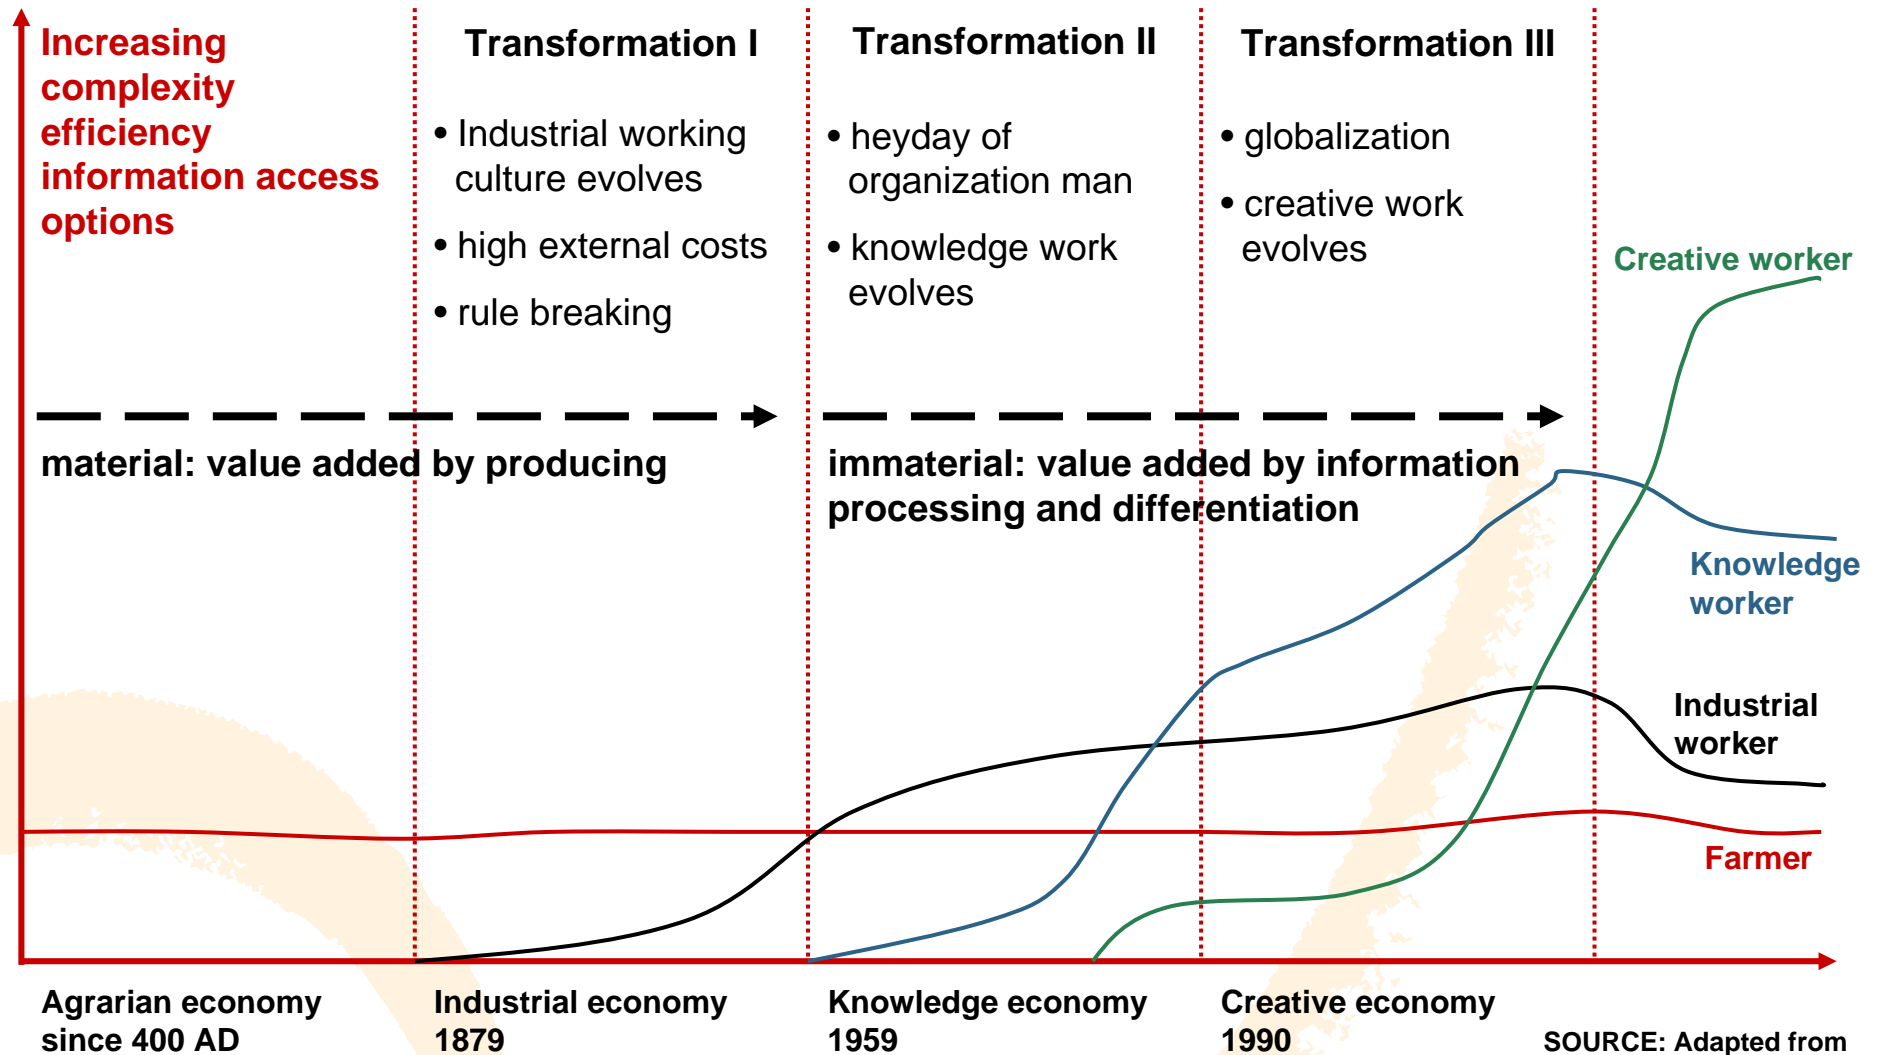 Increasing
complexity
efficiency
information access
options
Transformation I
• Industrial working
culture evolves
• high external costs
• rule breaking
Transformation II
• heyday of
organization man
• knowledge work
evolves
Transformation III
• globalization
• creative work
evolves
Creative worker
material: value added by producing
immaterial: value added by information
processing and differentiation
Knowledge
worker
Industrial
worker
Farmer
Agrarian economy
since 400 AD
Industrial economy
1879
Knowledge economy
1959
Creative economy
1990
SOURCE: Adapted from